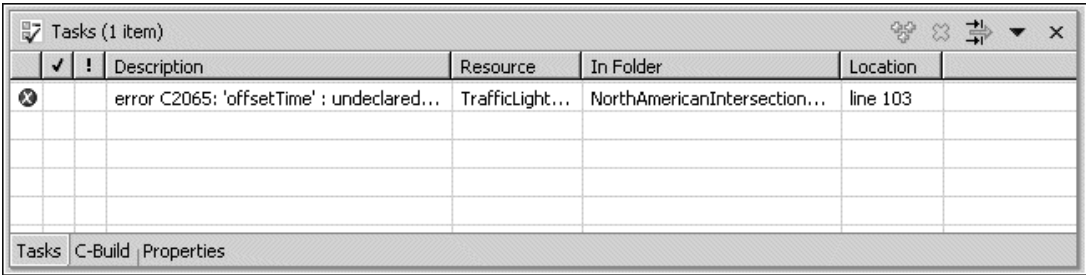 Tasks (1 item)
! Description Resource In Folder Location
error C2065: 'offsetTime' : undeclared... TrafficLight... NorthAmericanIntersection... line 103
Tasks C-Build Properties